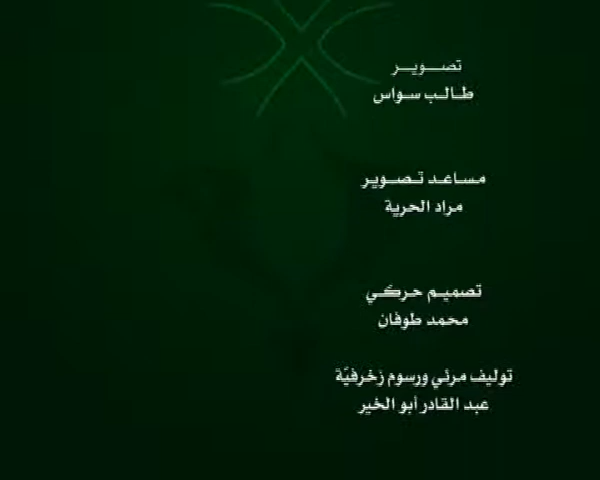 تصوير
طالب سواس
مساعد تصوير
مراد الحرية
تصميم حركي
محمد طوفان
توليف مرئي ورسوم زخرفيّة
عبد القادر أبو الخير